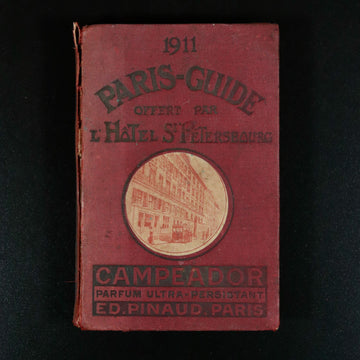 1911
PARIS-GUIDE
OFFERT PAR
L'HÔTEL ST PÉTERSBOURG
CAMPEADOR
PARFUM ULTRA-PERSISTANT
ED. PINAUD. PARIS